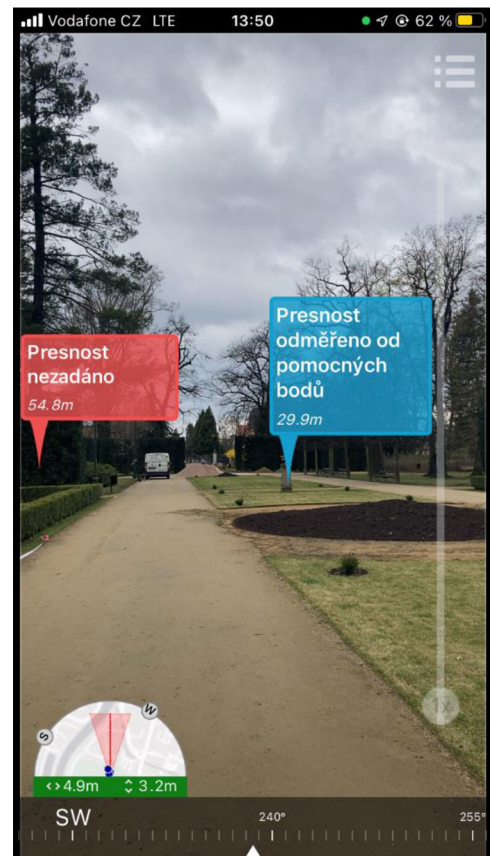 Vodafone CZ LTE 13:50 62 %
Presnost
odměřeno od
pomocných
bodů
29.9m
Presnost
nezadáno
54.8m
1x
S
W
4.9m 3.2m
SW 240° 255°